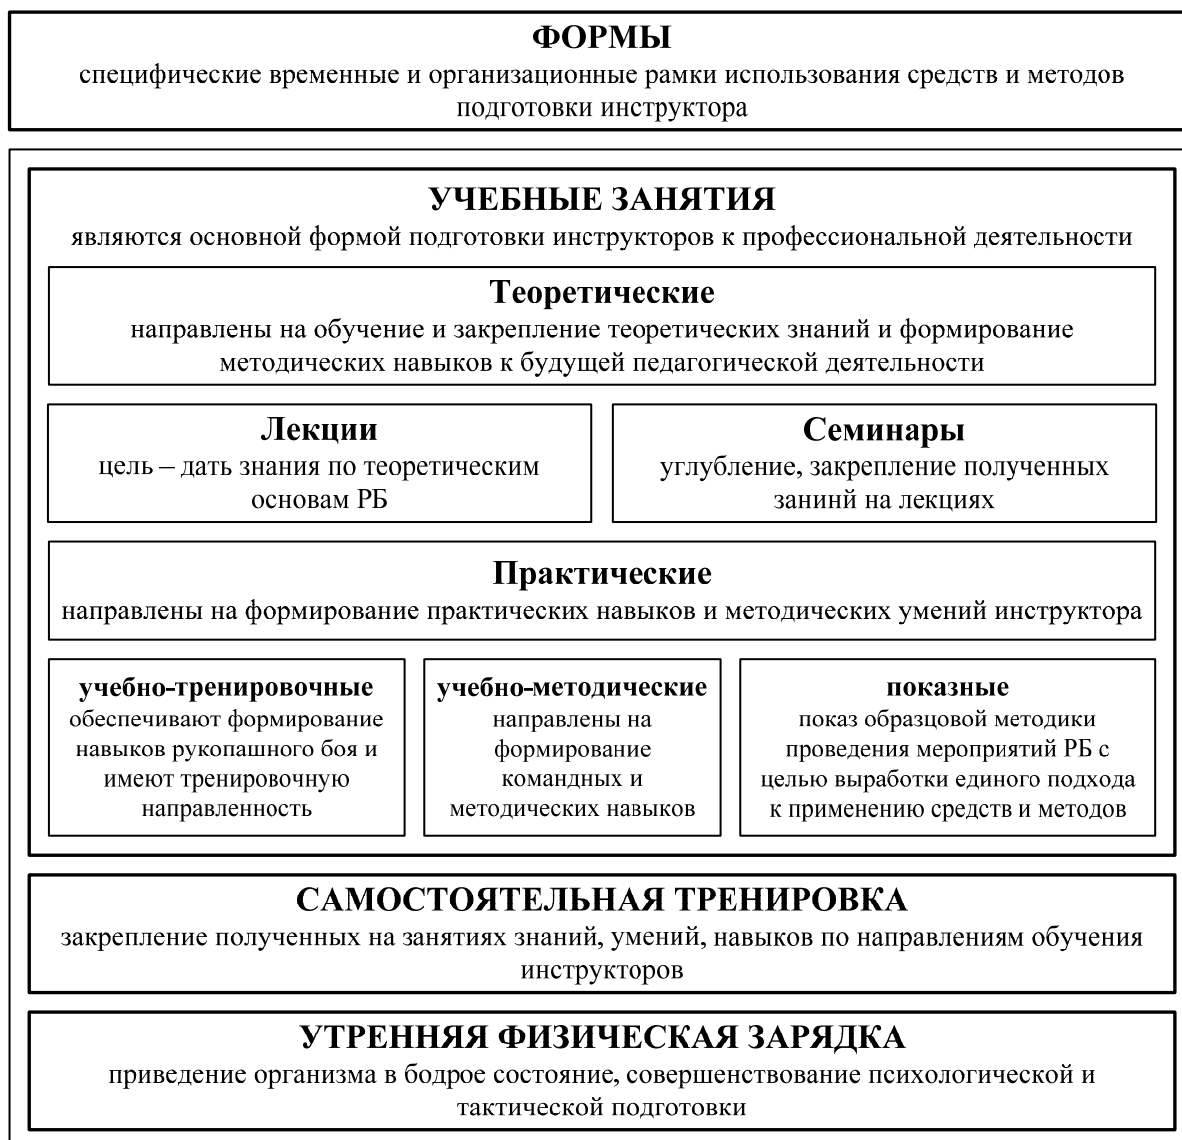 ФОРМЫ
специфические временные и организационные рамки использования средств и методов
подготовки инструктора
УЧЕБНЫЕ ЗАНЯТИЯ
являются основной формой подготовки инструкторов к профессиональной деятельности
Теоретические
направлены на обучение и закрепление теоретических знаний и формирование
методических навыков к будущей педагогической деятельности
Лекции
цель – дать знания по теоретическим
основам РБ
Семинары
углубление, закрепление полученных
занинй на лекциях
Практические
направлены на формирование практических навыков и методических умений инструктора
учебно-тренировочные
обеспечивают формирование
навыков рукопашного боя и
имеют тренировочную
направленность
учебно-методические
направлены на
формирование
командных и
методических навыков
показные
показ образцовой методики
проведения мероприятий РБ с
целью выработки единого подхода
к применению средств и методов
САМОСТОЯТЕЛЬНАЯ ТРЕНИРОВКА
закрепление полученных на занятиях знаний, умений, навыков по направлениям обучения
инструкторов
УТРЕННЯЯ ФИЗИЧЕСКАЯ ЗАРЯДКА
приведение организма в бодрое состояние, совершенствование психологической и
тактической подготовки